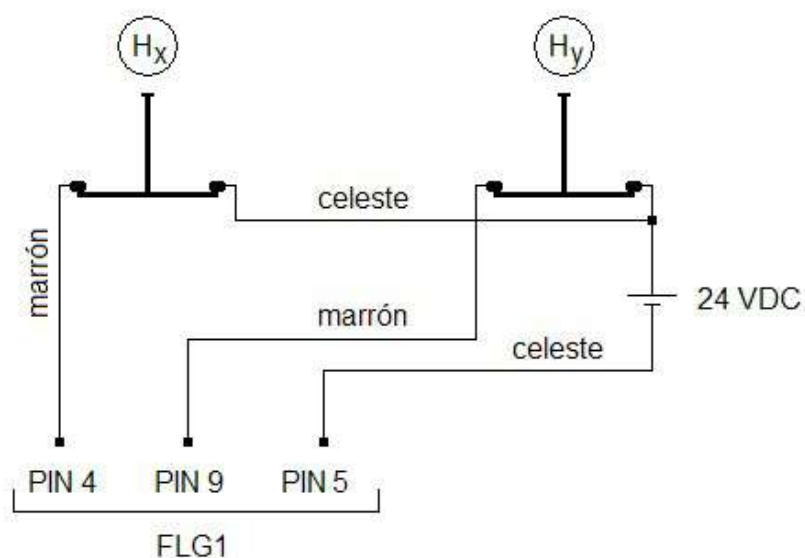 Hx Hy
celeste
marrón
24 VDC
marrón
celeste
PIN 4 PIN 9 PIN 5
FLG1